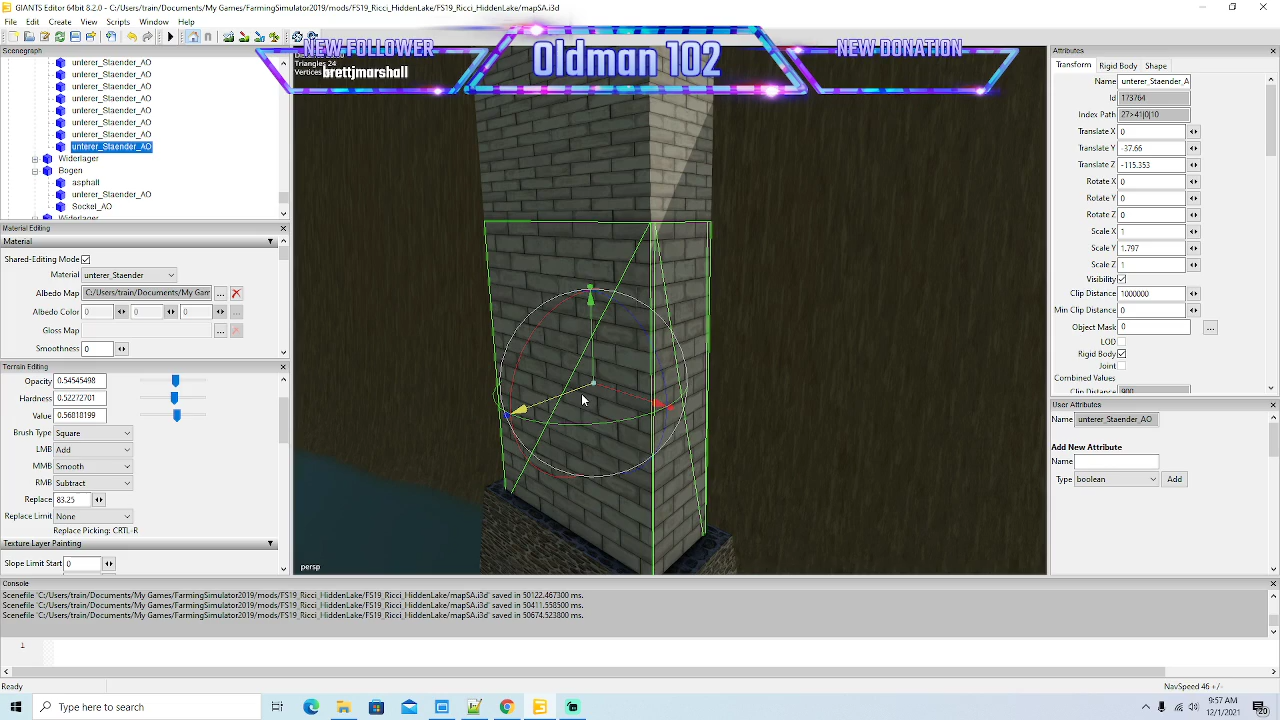 GIANTS Editor 64bit 8.2.0 - C:/Users/train/Documents/My Games/FarmingSimulator2019/mods/FS19_Ricci_HiddenLake/FS19_Ricci_HiddenLake/mapSA.i3d*
File
Window
Help
NEW FOLLOWER
Oldman 102
NEW DONATION
Triangles 24
brettjmarshall
unterer_Staender_AO
unterer_Staender_AO
unterer_Staender_AO
unterer_Staender_AO
unterer_Staender_AO
unterer_Staender_AO
unterer_Staender_AO
unterer_Staender_AO
Widerlager
Bogen
asphalt
unterer_Staender_AO
Sockel_AO
Widerlager
Material Editing
Material
Shared-Editing Mode
Material unterer_Staender
Albedo Map C:/Users/train/Documents/My Gam ...
Albedo Color 0 0 0 ...
Gloss Map ...
Smoothness 0
Terrain Editing
Opacity 0.54545498
Hardness 0.52272701
Value 0.56818199
Brush Type Square
LMB Add
MMB Smooth
RMB Subtract
Replace 83.25
Replace Limit None
Replace Picking: CRTL-R
Texture Layer Painting
Slope Limit Start 0
persp
Attributes
Transform Rigid Body Shape
Name unterer_Staender_A
Id 173764
Index Path 27>41|0|10
Translate X 0
Translate Y -37.66
Translate Z -115.353
Rotate X 0
Rotate Y 0
Rotate Z 0
Scale X 1
Scale Y 1.797
Scale Z 1
Visibility
Clip Distance 1000000
Min Clip Distance 0
Object Mask 0 ...
LOD
Rigid Body
Joint
Combined Values
User Attributes
Name unterer_Staender_AO
Add New Attribute
Name
Type boolean Add
Console
Scenefile 'C:/Users/train/Documents/My Games/FarmingSimulator2019/mods/FS19_Ricci_HiddenLake/mapSA.i3d' saved in 50122.467300 ms.
Scenefile 'C:/Users/train/Documents/My Games/FarmingSimulator2019/mods/FS19_Ricci_HiddenLake/mapSA.i3d' saved in 50411.558500 ms.
Scenefile 'C:/Users/train/Documents/My Games/FarmingSimulator2019/mods/FS19_Ricci_HiddenLake/mapSA.i3d' saved in 50674.523800 ms.
1
Ready
NavSpeed 46 +/-
Type here to search
9:57 AM
12/1/2021
20